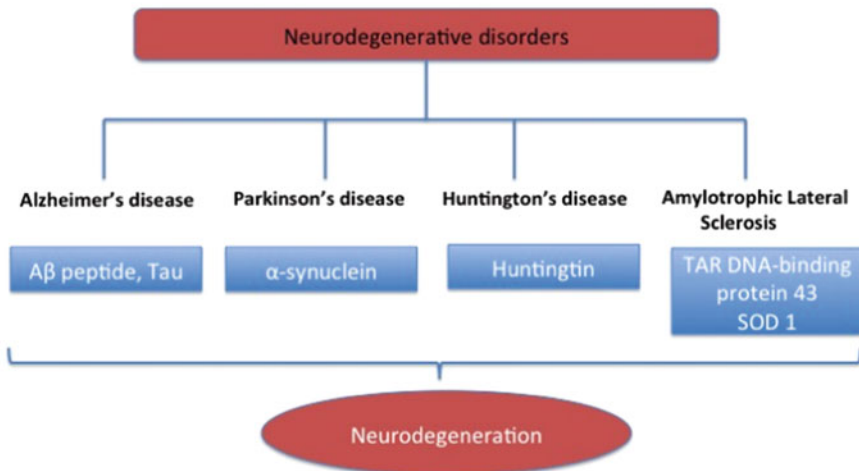 Neurodegenerative disorders
Alzheimer's disease
Aβ peptide, Tau
Parkinson's disease
α-synuclein
Huntington's disease
Huntingtin
Amylotrophic Lateral
Sclerosis
TAR DNA-binding
protein 43
SOD 1
Neurodegeneration